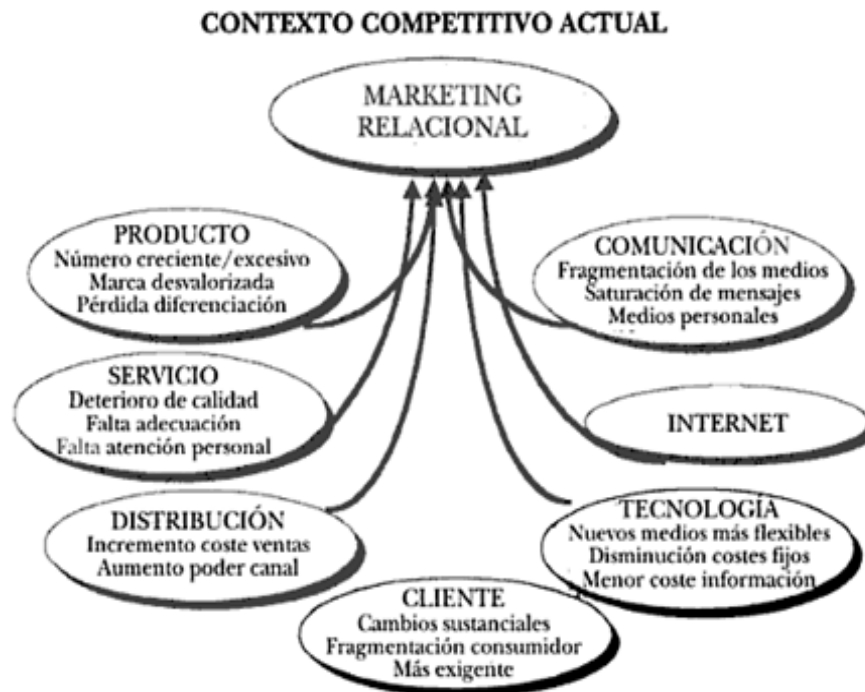 CONTEXTO COMPETITIVO ACTUAL
MARKETING
RELACIONAL
PRODUCTO
Número creciente/excesivo
Marca desvalorizada
Pérdida diferenciación
COMUNICACIÓN
Fragmentación de los medios
Saturación de mensajes
Medios personales
SERVICIO
Deterioro de calidad
Falta adecuación
Falta atención personal
INTERNET
DISTRIBUCIÓN
Incremento coste ventas
Aumento poder canal
TECNOLOGÍA
Nuevos medios más flexibles
Disminución costes fijos
Menor coste información
CLIENTE
Cambios sustanciales
Fragmentación consumidor
Más exigente